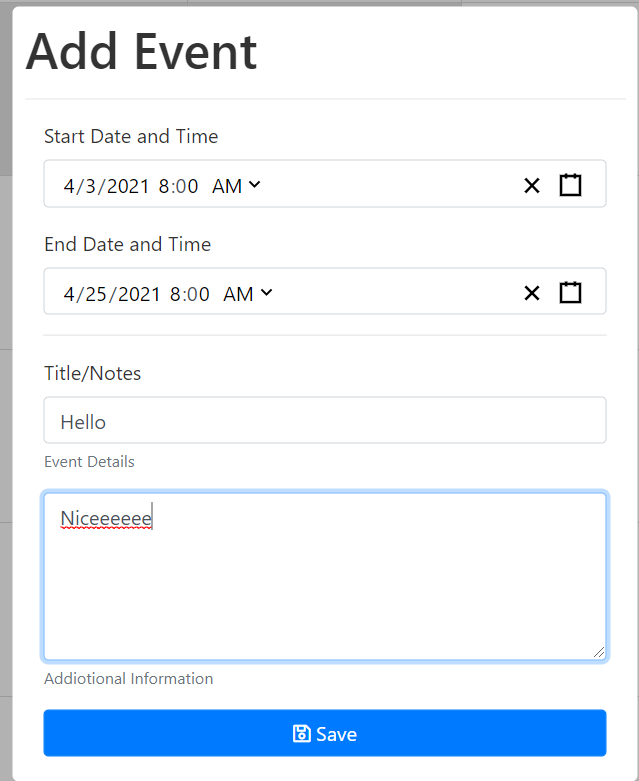 Add Event
Start Date and Time
4/3/2021 8:00 AM
End Date and Time
4/25/2021 8:00 AM
Title/Notes
Hello
Event Details
Niceeeeee
Addiotional Information
Save